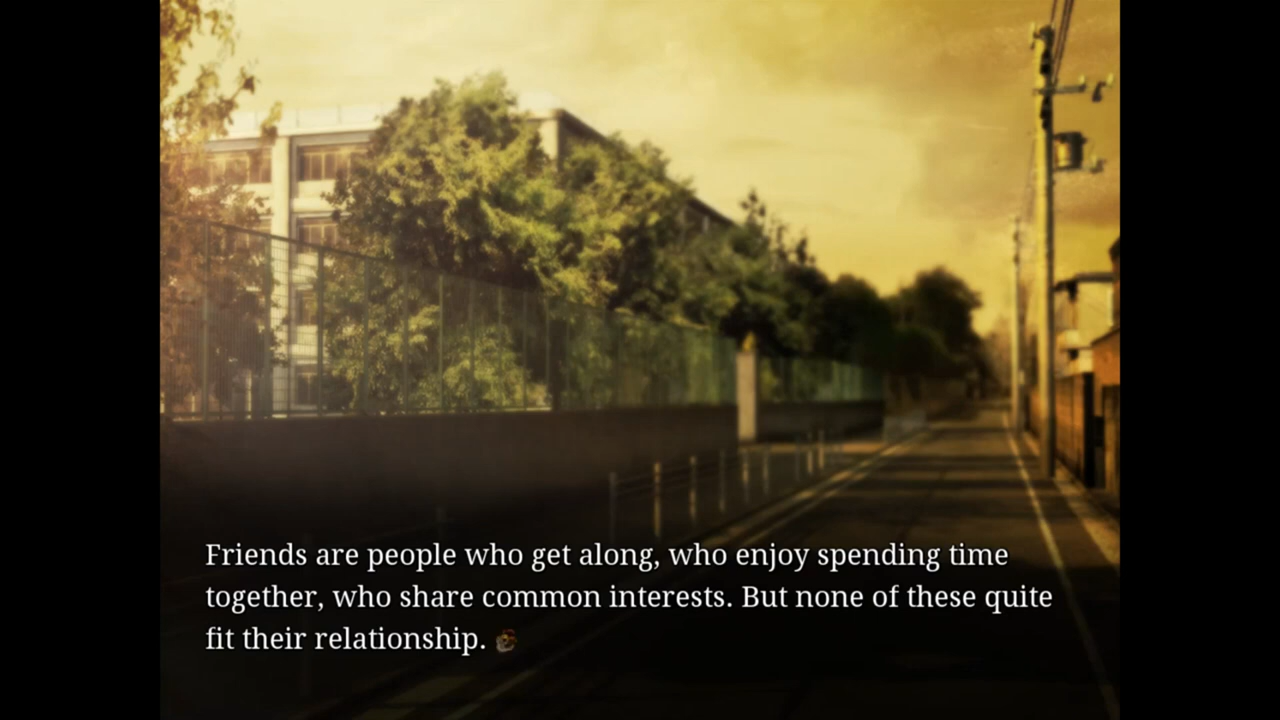 Friends are people who get along, who enjoy spending time
together, who share common interests. But none of these quite
fit their relationship.